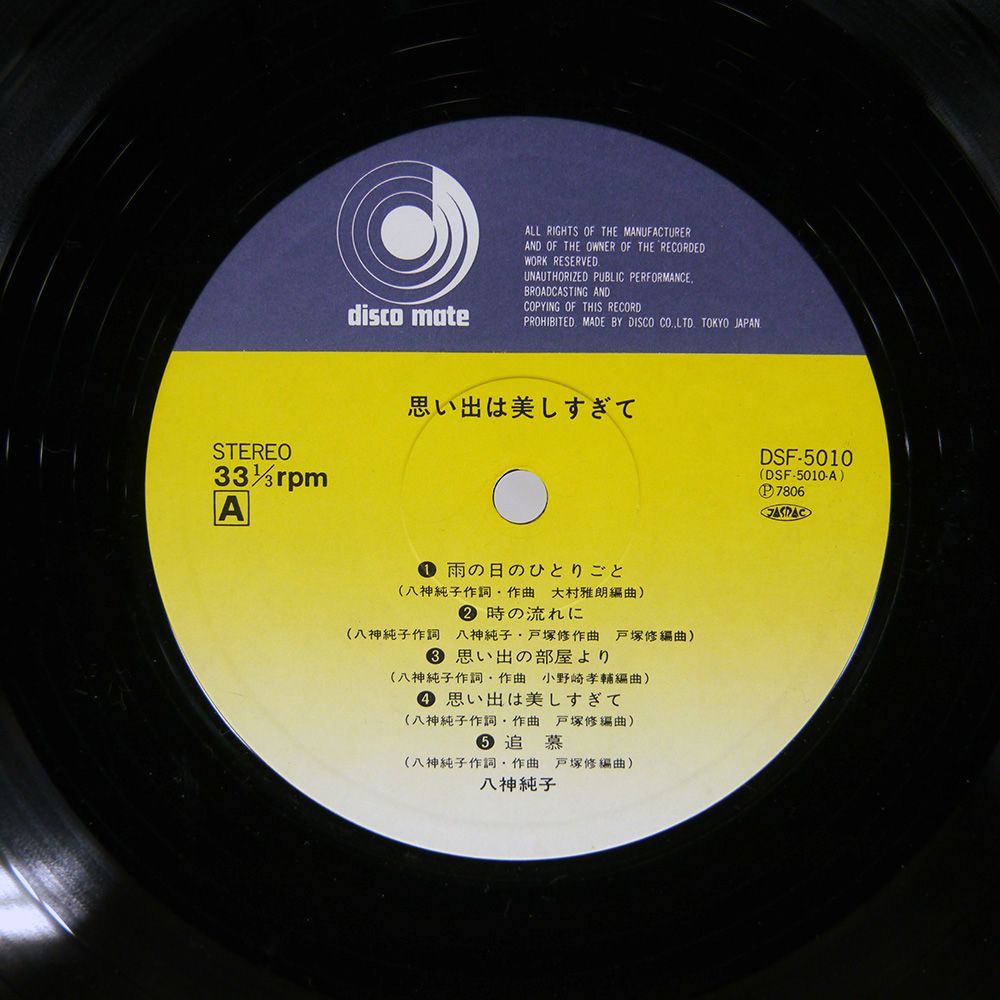 disco mate
ALL RIGHTS OF THE MANUFACTURER
AND OF THE OWNER OF THE RECORDED
WORK RESERVED.
UNAUTHORIZED PUBLIC PERFORMANCE,
BROADCASTING AND
COPYING OF THIS RECORD
PROHIBITED. MADE BY DISCO CO.,LTD. TOKYO JAPAN.
思い出は美しすぎて
STEREO
33 1/3 rpm
A
DSF-5010
(DSF-5010-A)
Ⓟ7806
JASRAC
❶ 雨の日のひとりごと
(八神純子作詞・作曲 大村雅朗編曲)
❷ 時の流れに
(八神純子作詞 八神純子・戸塚修作曲 戸塚修編曲)
❸ 思い出の部屋より
(八神純子作詞・作曲 小野崎孝輔編曲)
❹ 思い出は美しすぎて
(八神純子作詞・作曲 戸塚修編曲)
❺ 追 慕
(八神純子作詞・作曲 戸塚修編曲)
八神純子